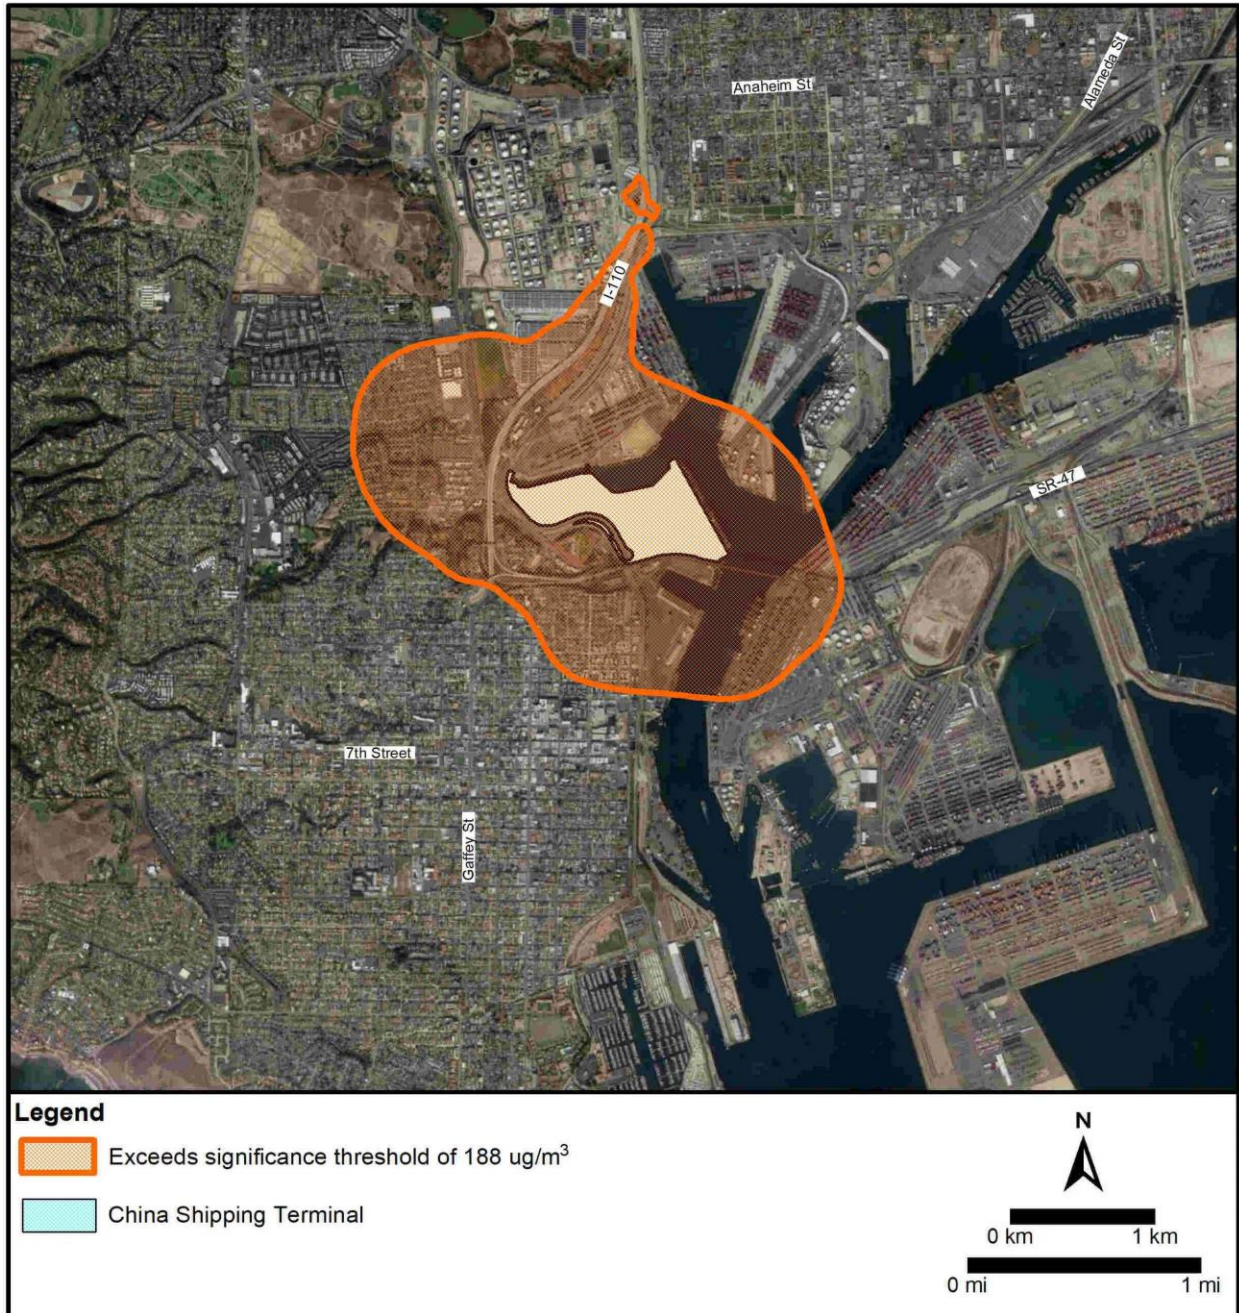 Anaheim St
Alameda St
I-110
SR-47
7th Street
Gaffey St
Legend
Exceeds significance threshold of 188 ug/m³
China Shipping Terminal
N
0 km 1 km
0 mi 1 mi